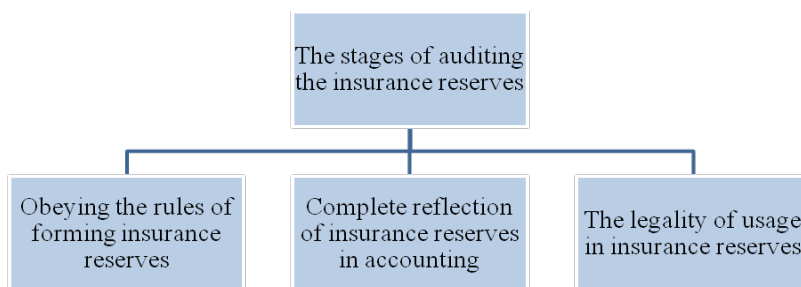 The stages of auditing
the insurance reserves
Obeying the rules of
forming insurance
reserves
Complete reflection
of insurance reserves
in accounting
The legality of usage
in insurance reserves